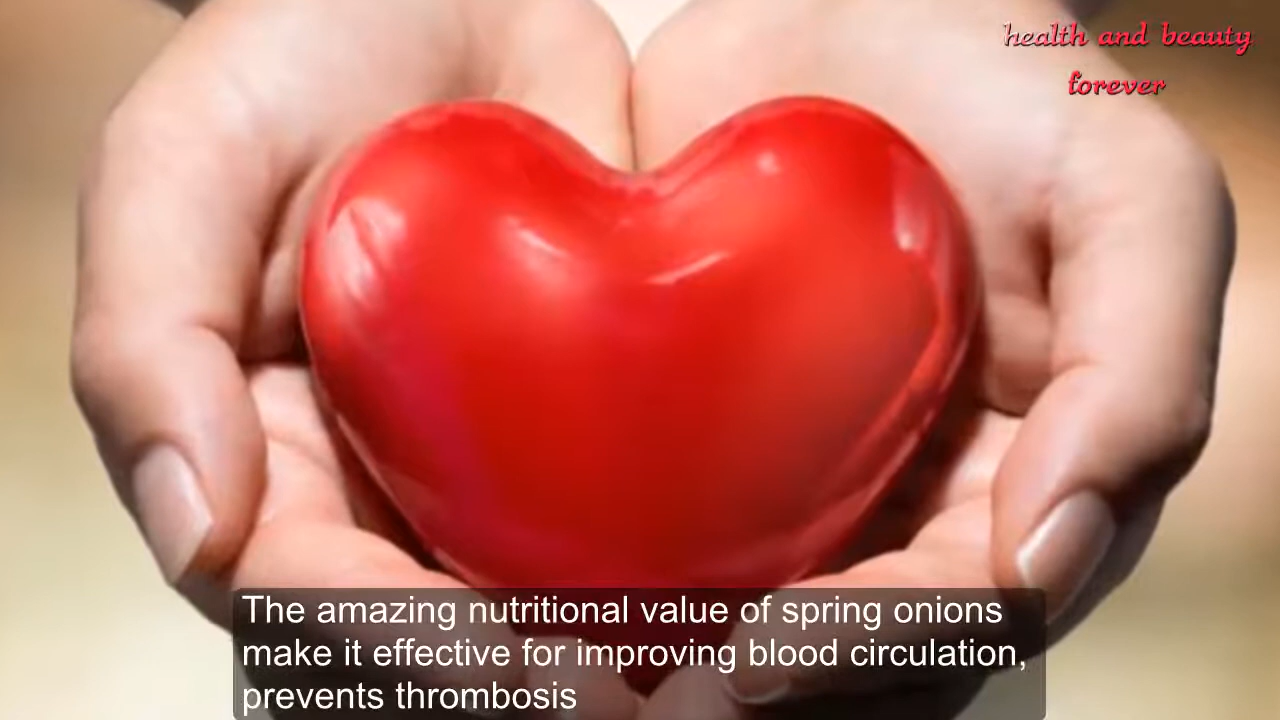 health and beauty
forever
The amazing nutritional value of spring onions
make it effective for improving blood circulation,
prevents thrombosis